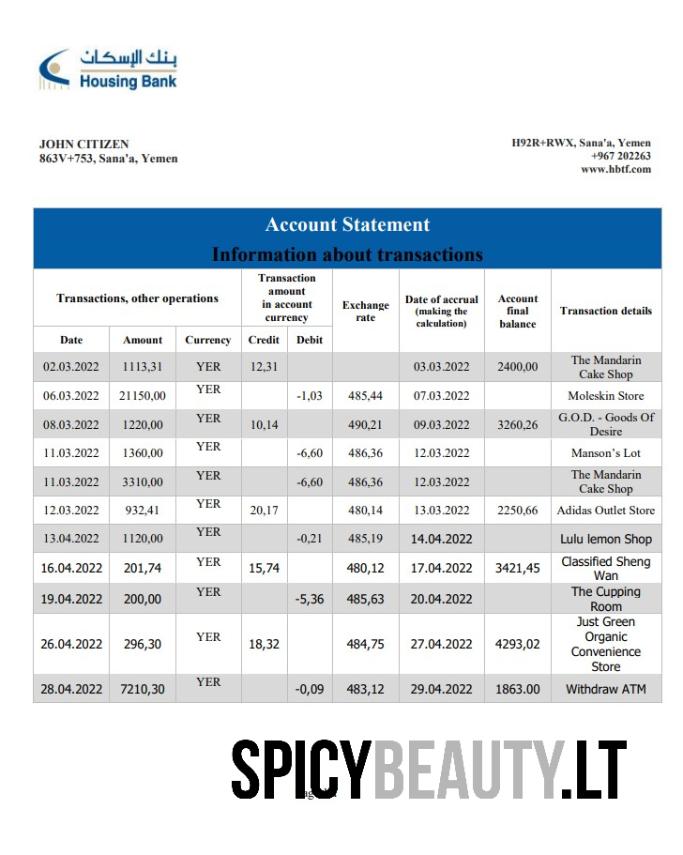 بنك الإسكان
Housing Bank
JOHN CITIZEN
863V+753, Sana'a, Yemen
H92R+RWX, Sana'a, Yemen
+967 202263
www.hbtf.com
Account Statement
Information about transactions
Transactions, other operations
Transaction
amount
in account
currency
Exchange
rate
Date of accrual
(making the
calculation)
Account
final
balance
Transaction details
Date Amount Currency Credit Debit
02.03.2022 1113,31 YER 12,31 03.03.2022 2400,00 The Mandarin
Cake Shop
06.03.2022 21150,00 YER -1,03 485,44 07.03.2022 Moleskin Store
08.03.2022 1220,00 YER 10,14 490,21 09.03.2022 3260,26 G.O.D. - Goods Of
Desire
11.03.2022 1360,00 YER -6,60 486,36 12.03.2022 Manson's Lot
11.03.2022 3310,00 YER -6,60 486,36 12.03.2022 The Mandarin
Cake Shop
12.03.2022 932,41 YER 20,17 480,14 13.03.2022 2250,66 Adidas Outlet Store
13.04.2022 1120,00 YER -0,21 485,19 14.04.2022 Lulu lemon Shop
16.04.2022 201,74 YER 15,74 480,12 17.04.2022 3421,45 Classified Sheng
Wan
19.04.2022 200,00 YER -5,36 485,63 20.04.2022 The Cupping
Room
26.04.2022 296,30 YER 18,32 484,75 27.04.2022 4293,02 Just Green
Organic
Convenience
Store
28.04.2022 7210,30 YER -0,09 483,12 29.04.2022 1863.00 Withdraw ATM
SPICYBEAUTY.LT